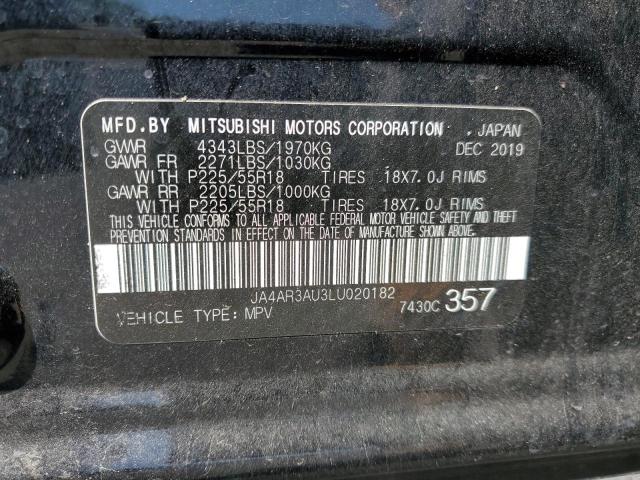 MFD.BY MITSUBISHI MOTORS CORPORATION, JAPAN
GVWR 4343LBS/1970KG DEC 2019
GAWR FR 2271LBS/1030KG
WITH P225/55R18 TIRES 18X7.0J RIMS
GAWR RR 2205LBS/1000KG
WITH P225/55R18 TIRES 18X7.0J RIMS
THIS VEHICLE CONFORMS TO ALL APPLICABLE FEDERAL MOTOR VEHICLE SAFETY AND THEFT
PREVENTION STANDARDS IN EFFECT ON THE DATE OF MANUFACTURE SHOWN ABOVE.
JA4AR3AU3LU020182
VEHICLE TYPE: MPV 7430C 357